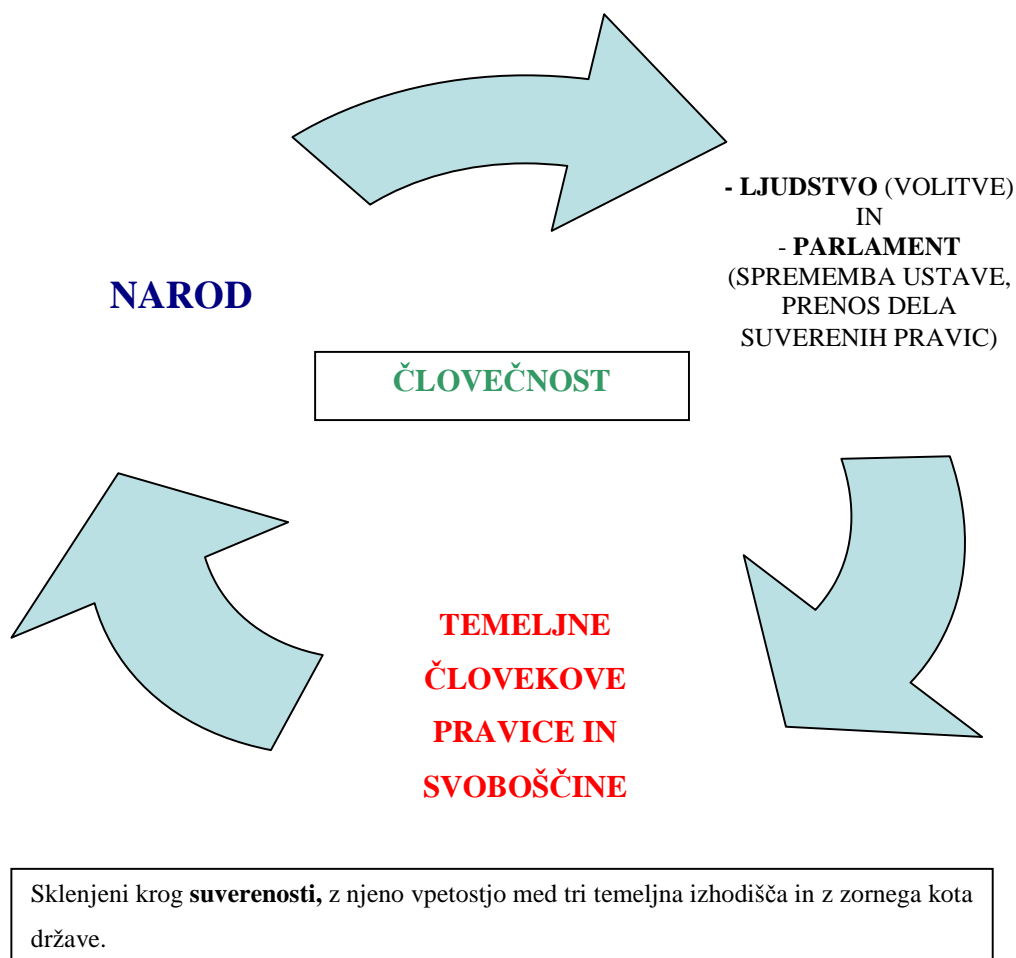 - LJUDSTVO (VOLITVE)
IN
- PARLAMENT
(SPREMEMBA USTAVE,
PRENOS DELA
SUVERENIH PRAVIC)
NAROD
ČLOVEČNOST
TEMELJNE
ČLOVEKOVE
PRAVICE IN
SVOBOŠČINE
Sklenjeni krog suverenosti, z njeno vpetostjo med tri temeljna izhodišča in z zornega kota
države.